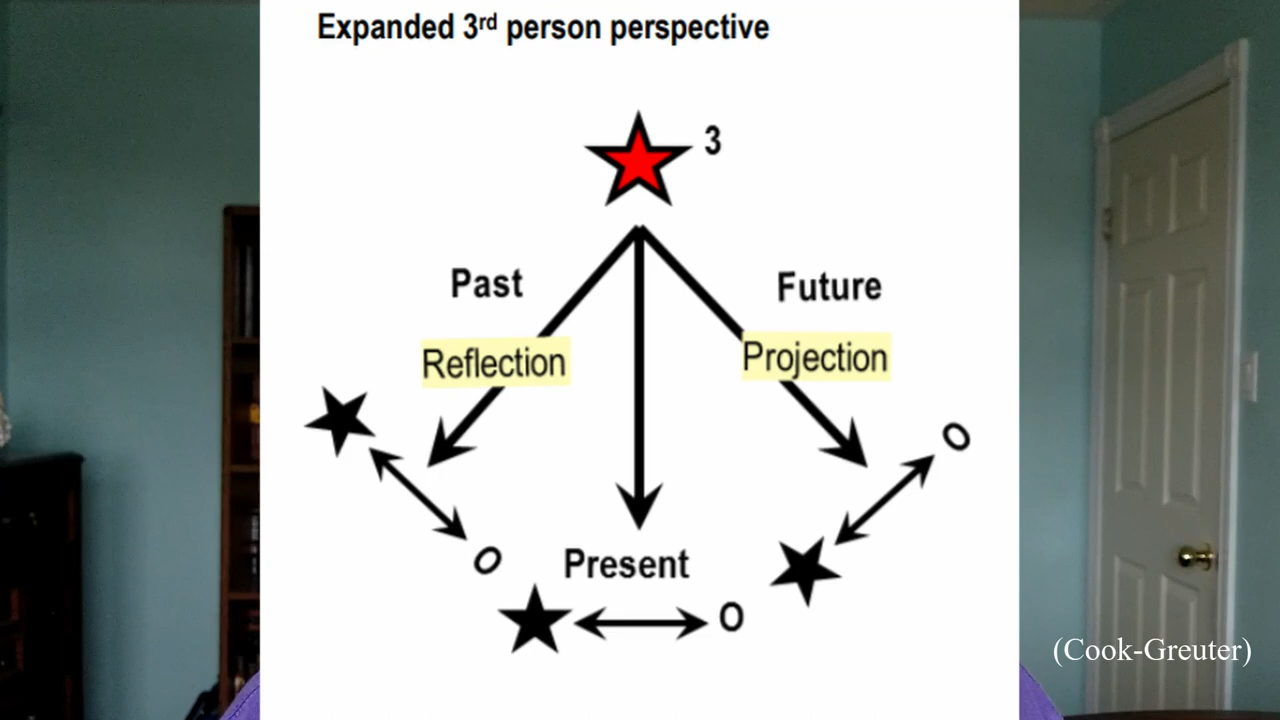 Expanded 3rd person perspective
3
Past
Future
Reflection
Projection
O
O
Present
O
(Cook-Greuter)